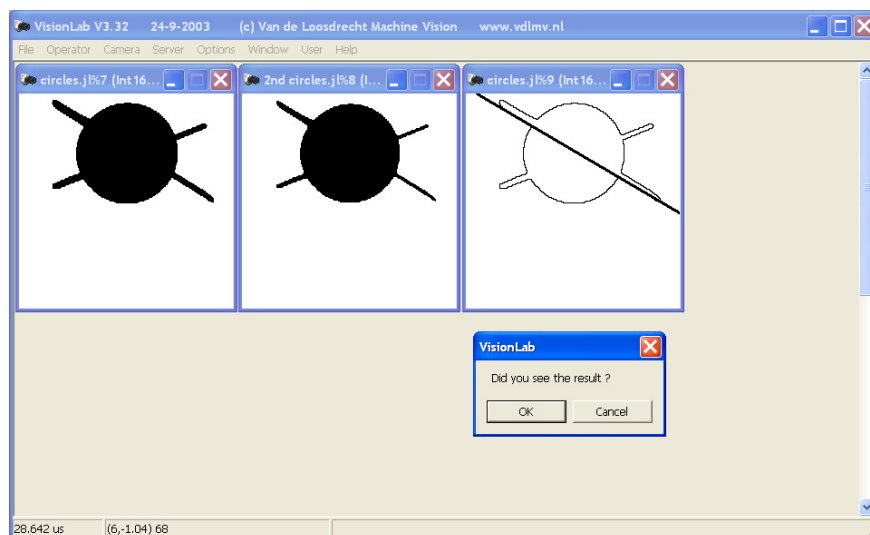 VisionLab V3.32 24-9-2003 (c) Van de Loosdrecht Machine Vision www.vdlmv.nl
File Operator Camera Server Options Window User Help
circles.jl%7 (Int16... 2nd circles.jl%8 (I... circles.jl%9 (Int16...
VisionLab
Did you see the result ?
OK Cancel
28.642 us (6,-1.04) 68